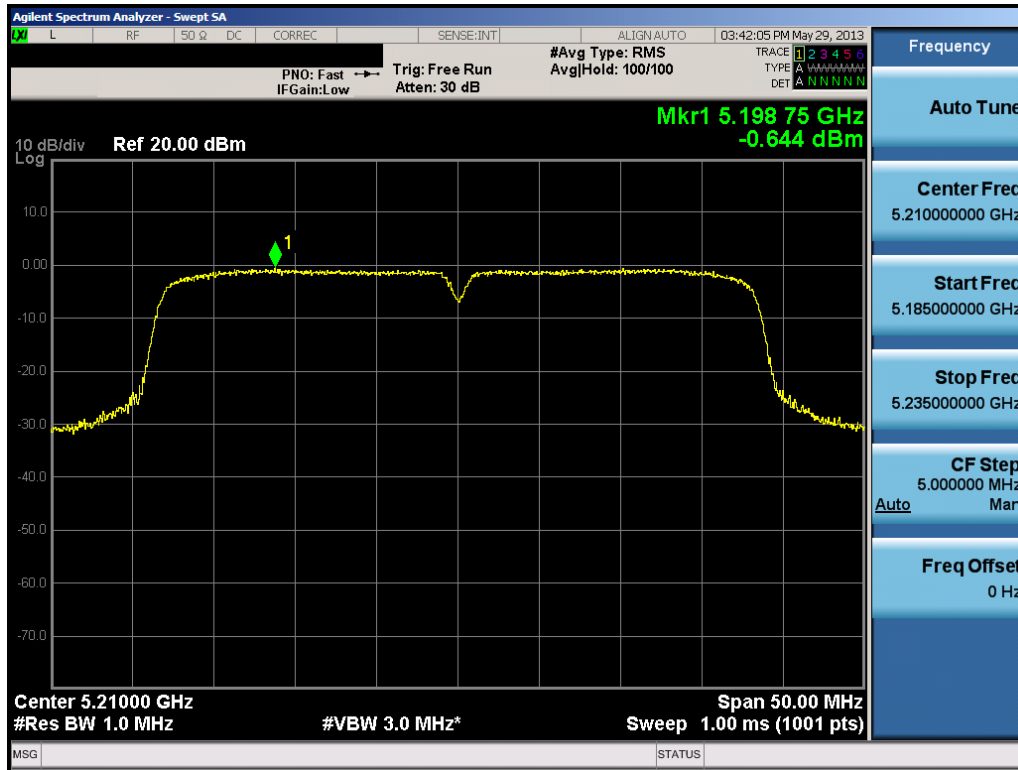 Agilent Spectrum Analyzer - Swept SA
LXI L RF 50 Ω DC CORREC SENSE:INT ALIGN AUTO 03:42:05 PM May 29, 2013
PNO: Fast
IFGain:Low
Trig: Free Run
Atten: 30 dB
#Avg Type: RMS
Avg|Hold: 100/100
TRACE 1 2 3 4 5 6
TYPE A WWWWW
DET A N N N N N
Mkr1 5.198 75 GHz
-0.644 dBm
10 dB/div Ref 20.00 dBm
Log
10.0
1
0.00
-10.0
-20.0
-30.0
-40.0
-50.0
-60.0
-70.0
Center 5.21000 GHz Span 50.00 MHz
#Res BW 1.0 MHz #VBW 3.0 MHz* Sweep 1.00 ms (1001 pts)
MSG STATUS
Frequency
Auto Tune
Center Freq
5.210000000 GHz
Start Freq
5.185000000 GHz
Stop Freq
5.235000000 GHz
CF Step
5.000000 MHz
Auto Man
Freq Offset
0 Hz